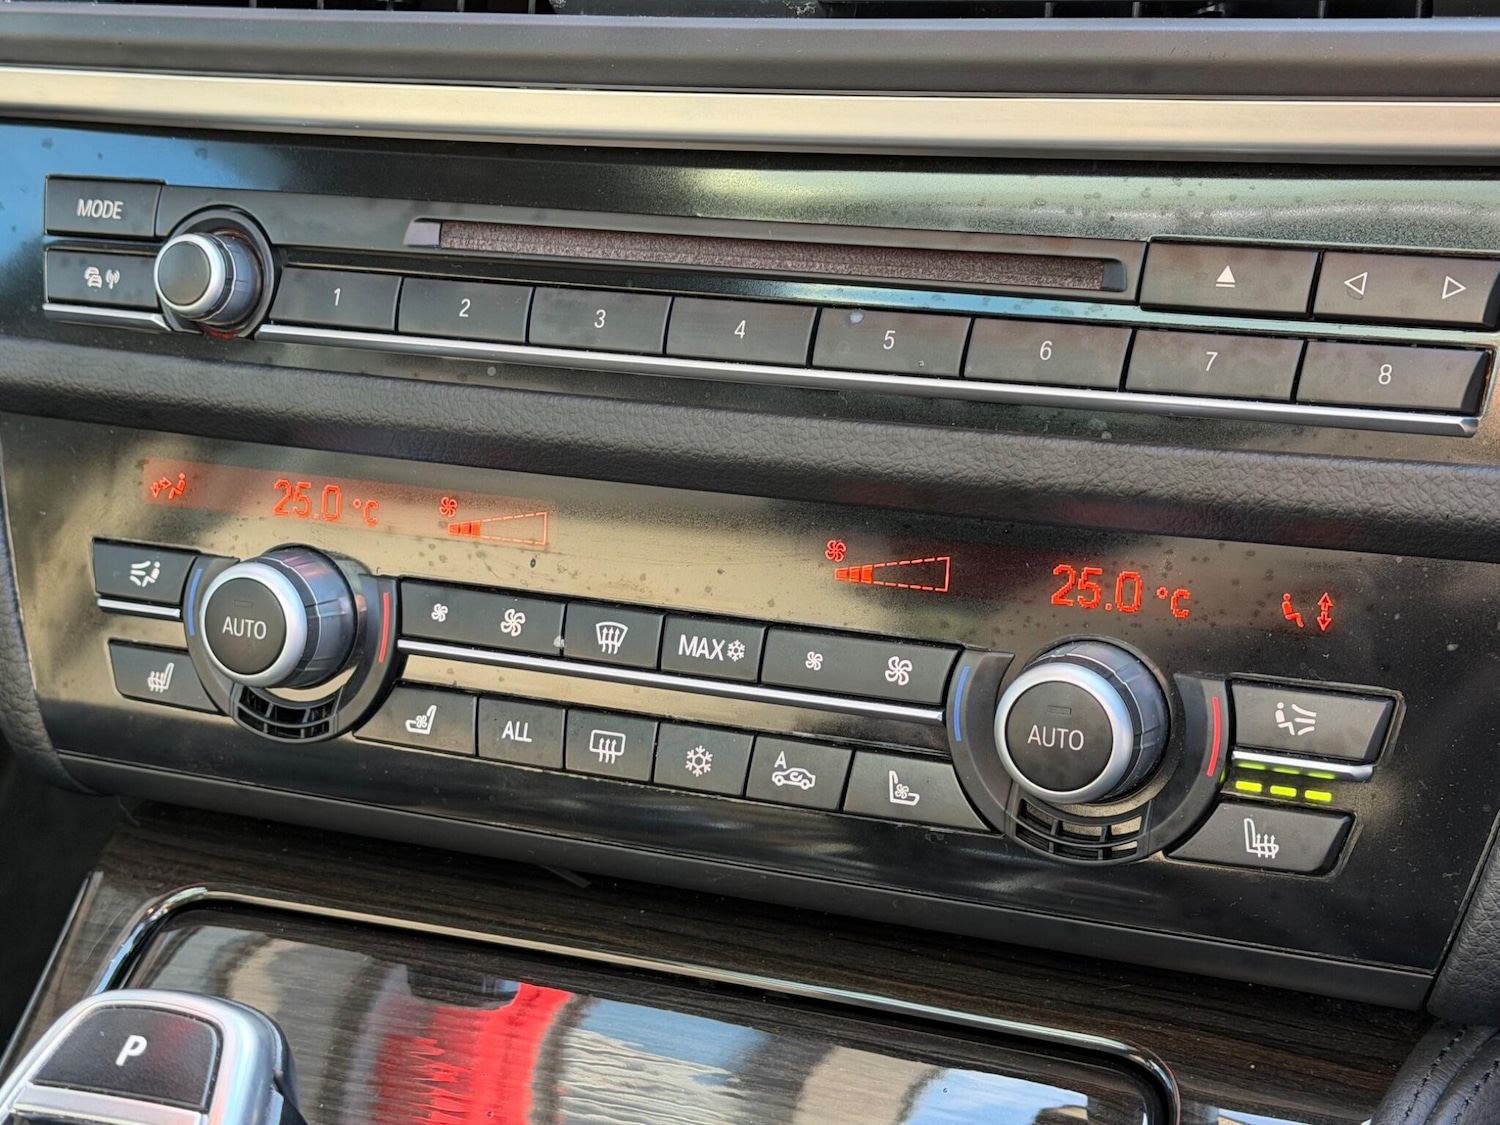 MODE
1 2 3 4 5 6 7 8
25.0 °C
25.0 °C
AUTO
MAX
AUTO
ALL
A
P